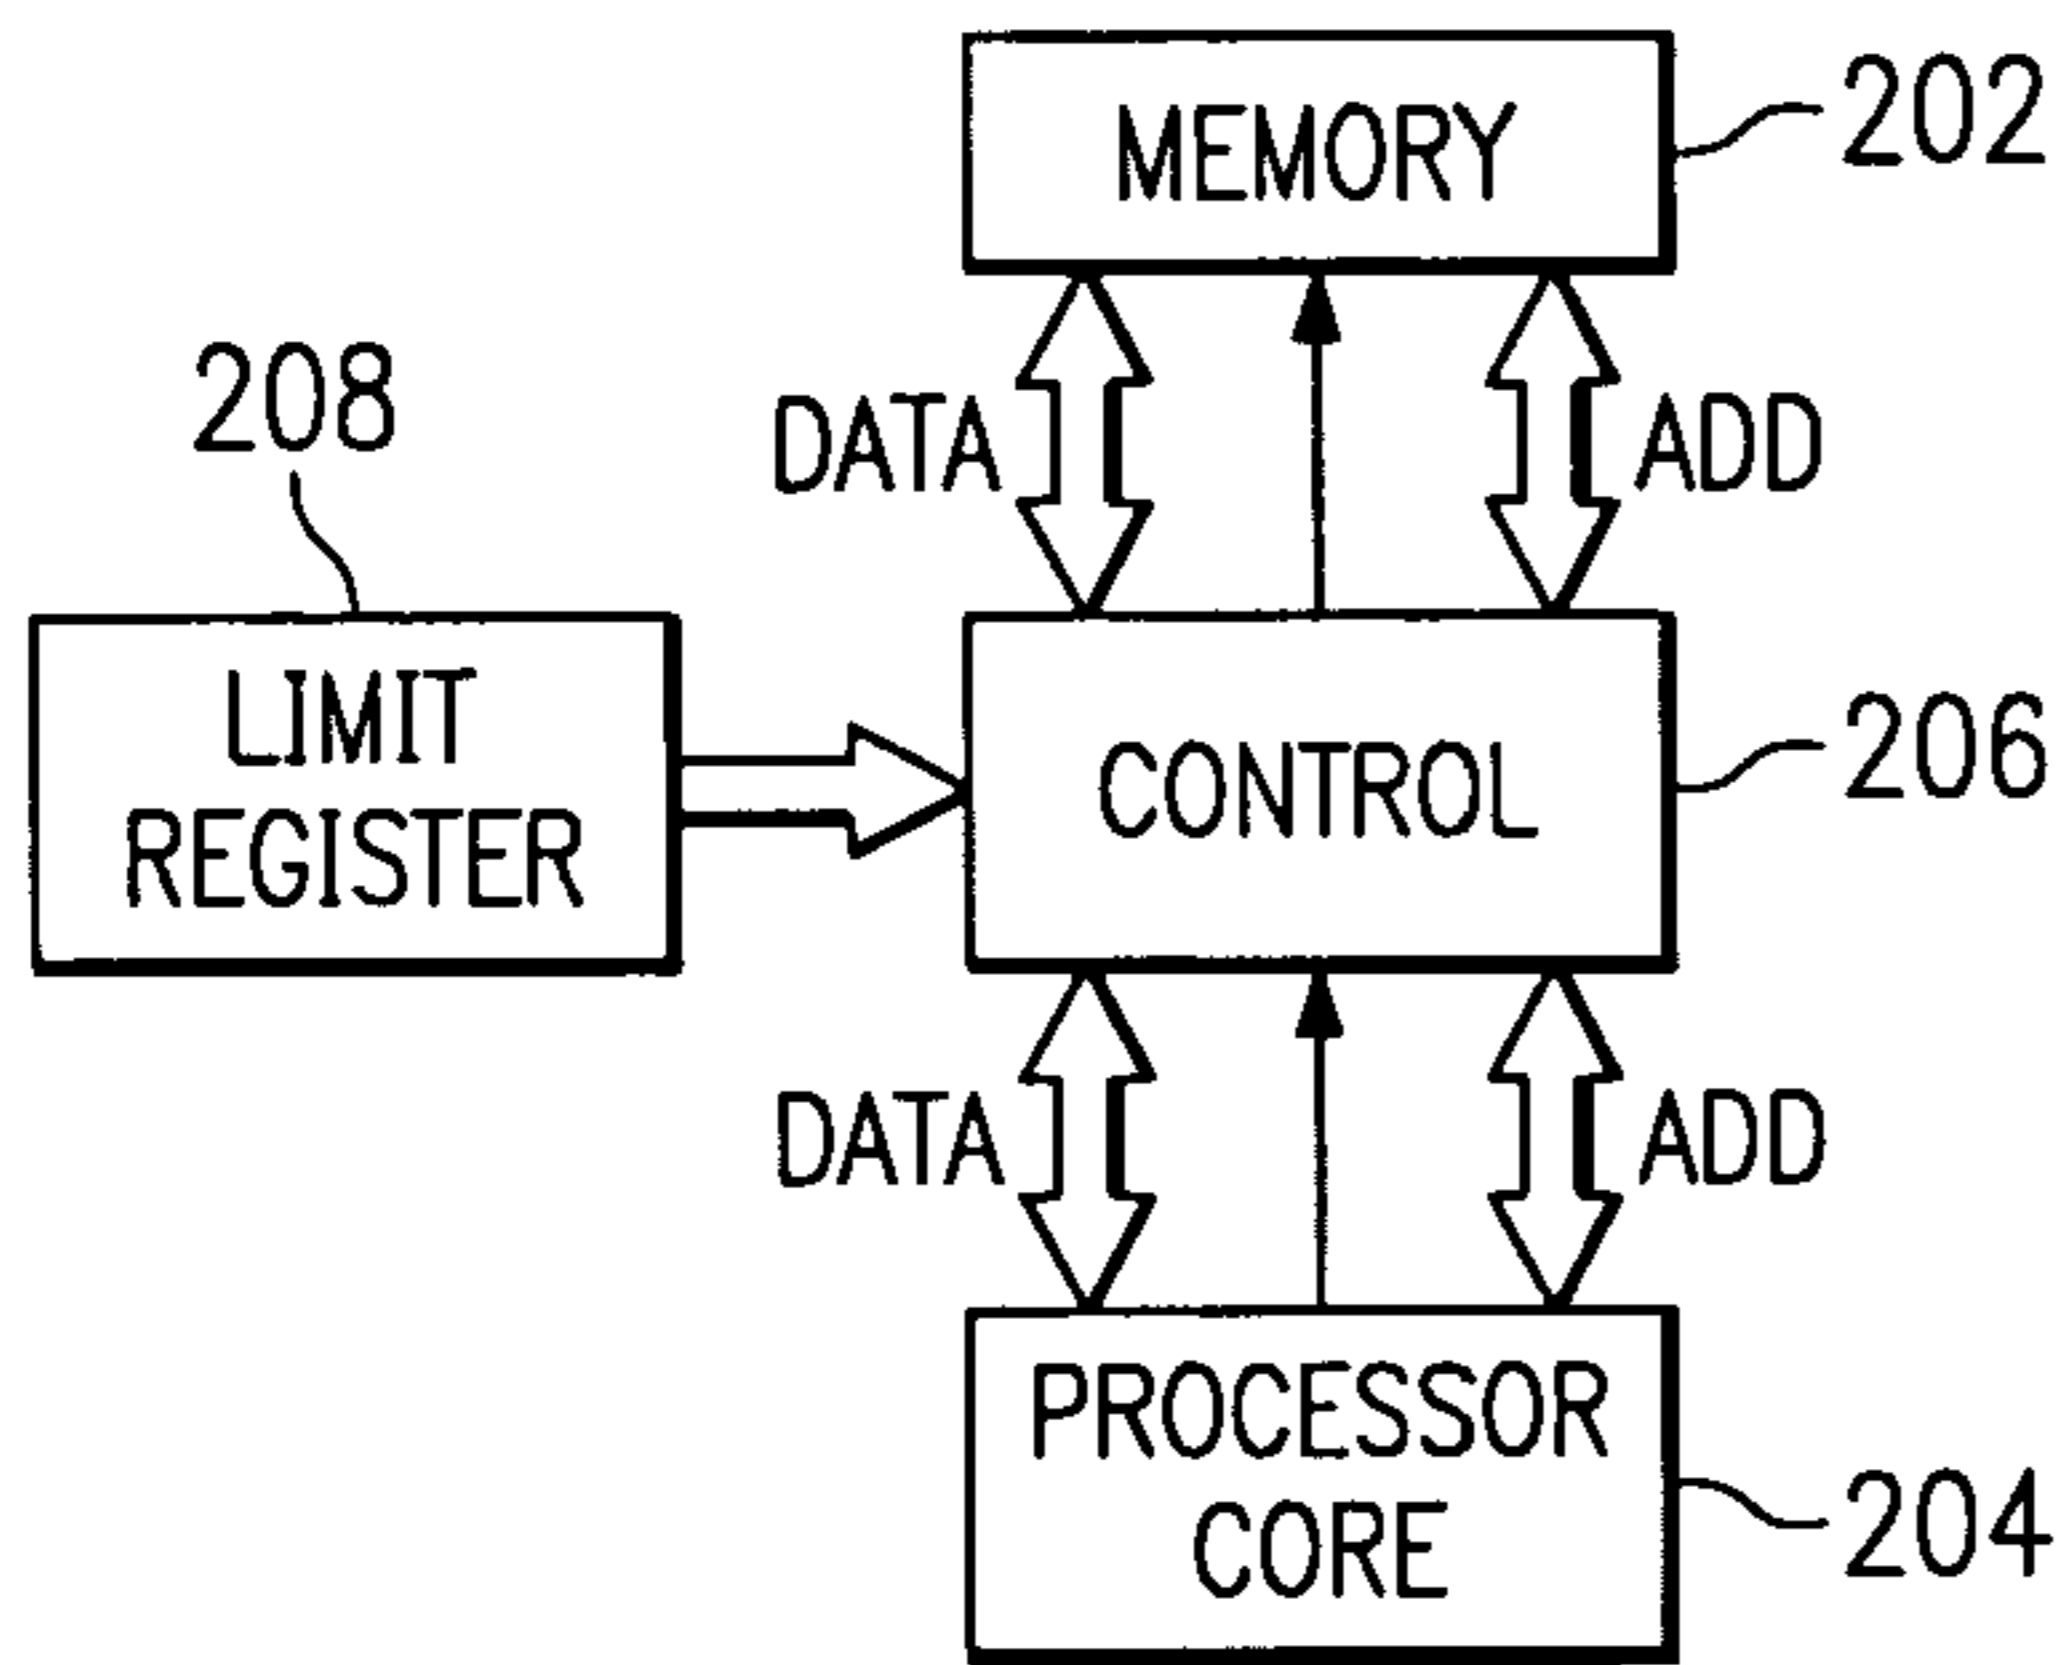 MEMORY
202
208
DATA
ADD
LIMIT
REGISTER
CONTROL
206
DATA
ADD
PROCESSOR
CORE
204